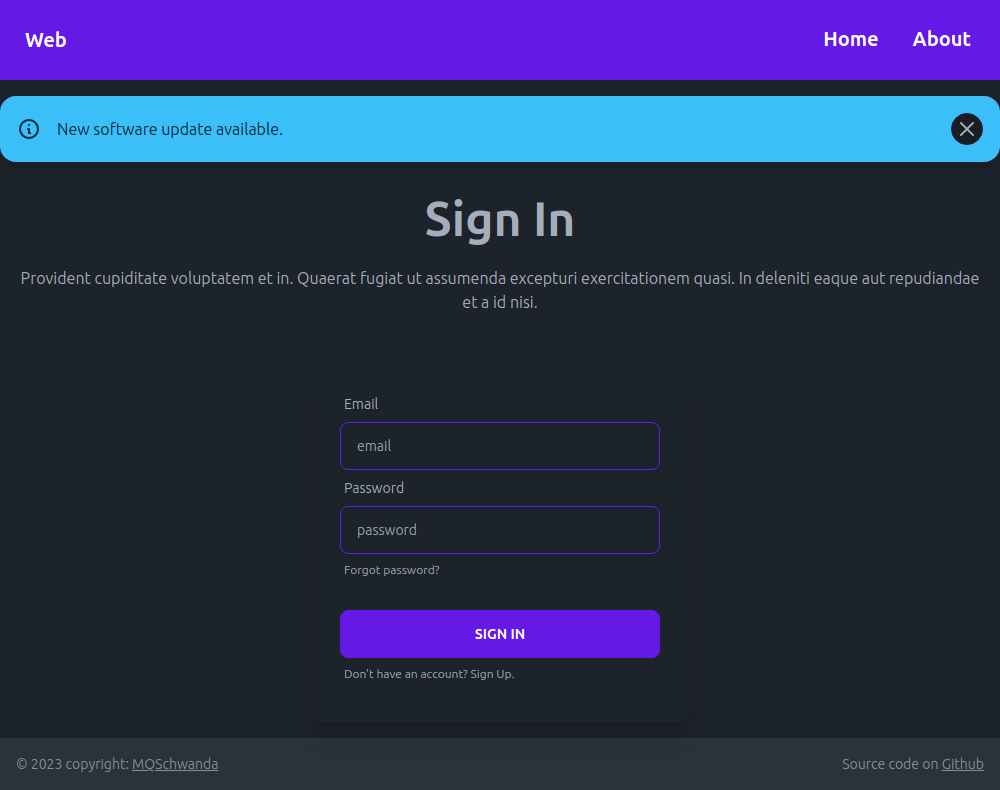 Web
Home
About
New software update available.
Sign In
Provident cupiditate voluptatem et in. Quaerat fugiat ut assumenda excepturi exercitationem quasi. In deleniti eaque aut repudiandae
et a id nisi.
Email
email
Password
password
Forgot password?
SIGN IN
Don't have an account? Sign Up.
© 2023 copyright: MQSchwanda
Source code on Github